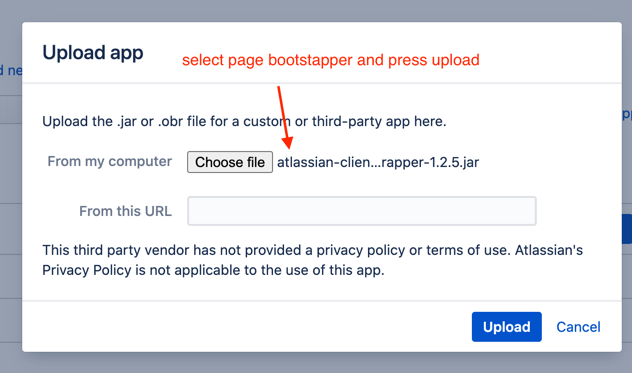 Upload app
select page bootstapper and press upload
d ne
Upload the .jar or .obr file for a custom or third-party app here.
pp
From my computer Choose file atlassian-clien...rapper-1.2.5.jar
From this URL
This third party vendor has not provided a privacy policy or terms of use. Atlassian's
Privacy Policy is not applicable to the use of this app.
Upload Cancel